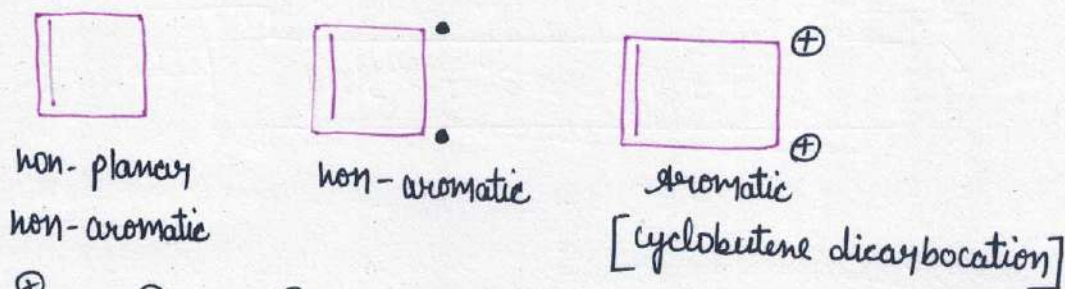 ⊕
non-planar
non-aromatic
aromatic
⊕
non-aromatic
[cyclobutene dicarbocation]
⊕